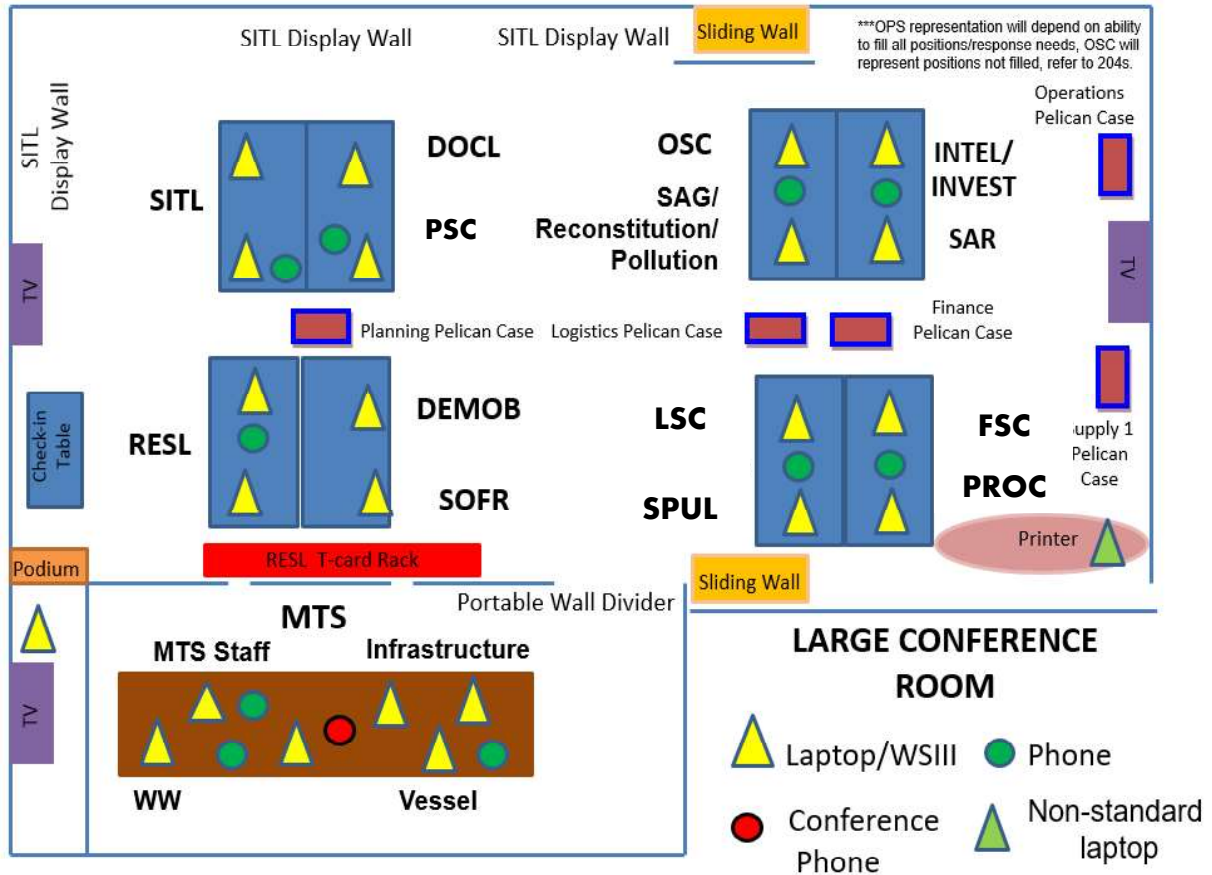 SITL Display Wall
SITL Display Wall
Sliding Wall
***OPS representation will depend on ability
to fill all positions/response needs, OSC will
represent positions not filled, refer to 204s.
SITL
Display Wall
Operations
Pelican Case
DOCL
OSC
INTEL/
INVEST
SITL
SAG/
Reconstitution/
Pollution
PSC
SAR
TV
TV
Planning Pelican Case
Logistics Pelican Case
Finance
Pelican Case
Check-in
Table
DEMOB
LSC
FSC
upply 1
Pelican
Case
RESL
SOFR
SPUL
PROC
Printer
Podium
RESL T-card Rack
Sliding Wall
Portable Wall Divider
MTS
MTS Staff
Infrastructure
TV
WW
Vessel
LARGE CONFERENCE
ROOM
Laptop/WSIII
Phone
Conference
Phone
Non-standard
laptop